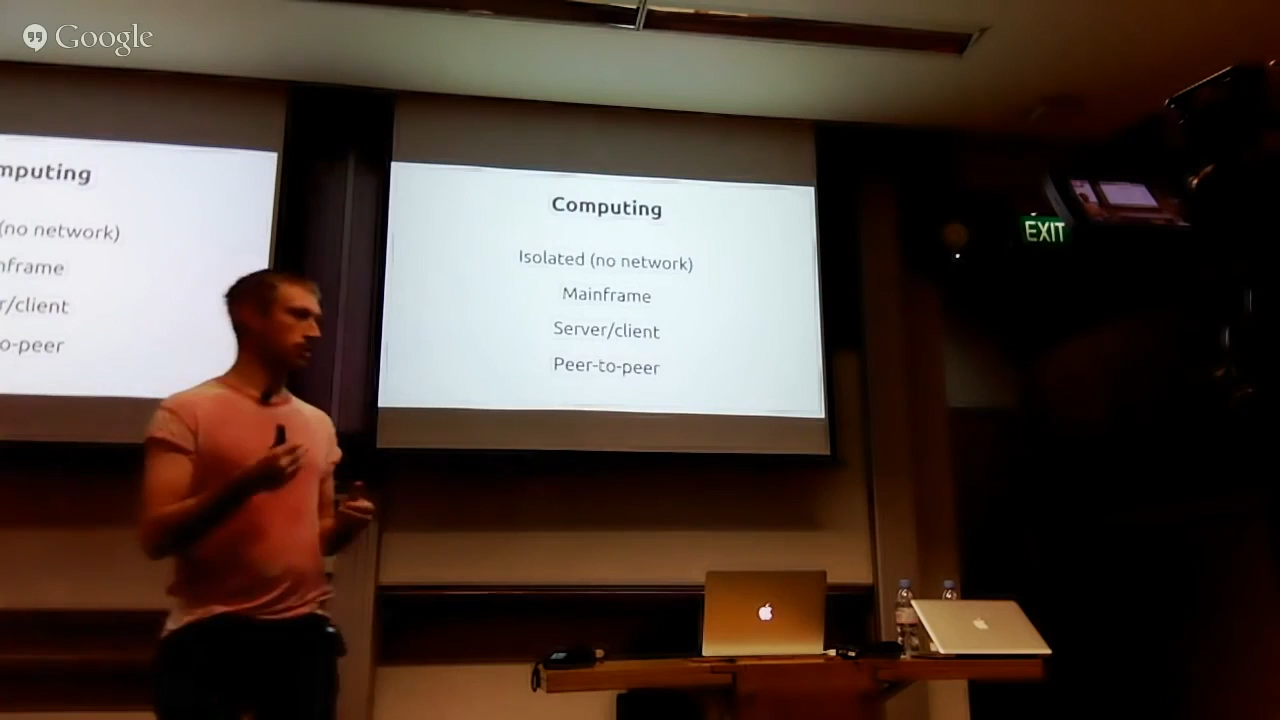 Google
mputing
(no network)
nframe
r/client
o-peer
Computing
Isolated (no network)
Mainframe
Server/client
Peer-to-peer
EXIT